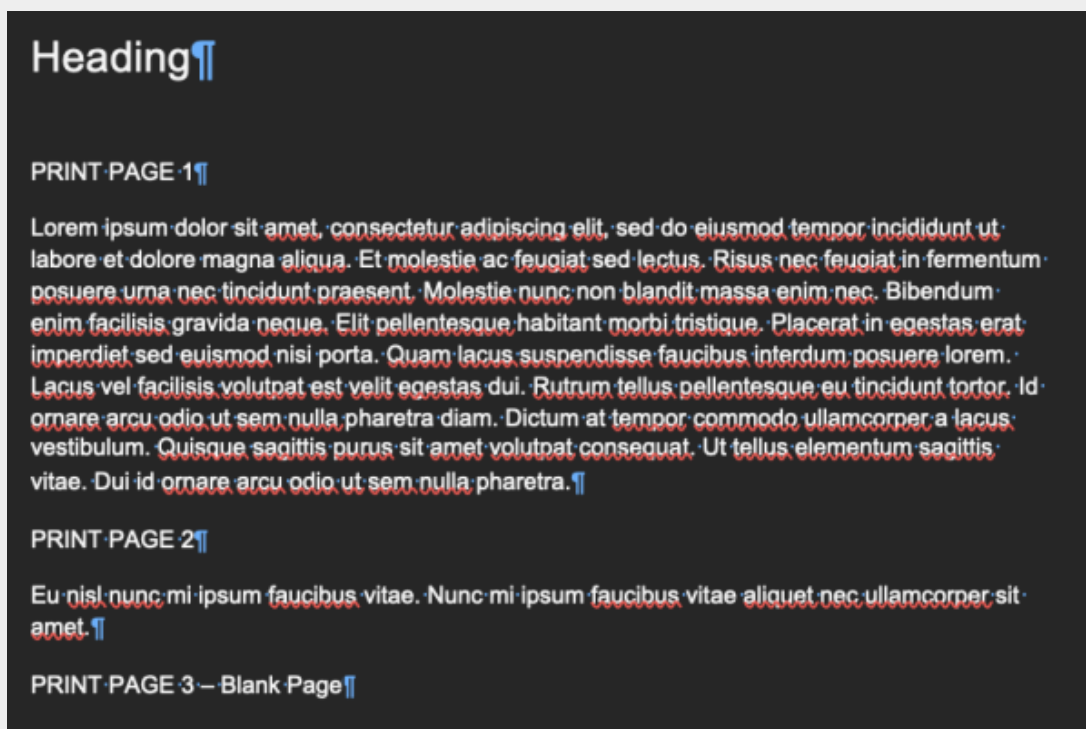 Heading¶
PRINT PAGE 1¶
Lorem ipsum dolor sit amet, consectetur adipiscing elit, sed do eiusmod tempor incididunt ut
labore et dolore magna aliqua. Et molestie ac feugiat sed lectus. Risus nec feugiat in fermentum
posuere urna nec tincidunt praesent. Molestie nunc non blandit massa enim nec. Bibendum
enim facilisis gravida neque. Elit pellentesque habitant morbi tristique. Placerat in egestas erat
imperdiet sed euismod nisi porta. Quam lacus suspendisse faucibus interdum posuere lorem.
Lacus vel facilisis volutpat est velit egestas dui. Rutrum tellus pellentesque eu tincidunt tortor. Id
ornare arcu odio ut sem nulla pharetra diam. Dictum at tempor commodo ullamcorper a lacus
vestibulum. Quisque sagittis purus sit amet volutpat consequat. Ut tellus elementum sagittis
vitae. Dui id ornare arcu odio ut sem nulla pharetra.¶
PRINT PAGE 2¶
Eu nisl nunc mi ipsum faucibus vitae. Nunc mi ipsum faucibus vitae aliquet nec ullamcorper sit
amet.¶
PRINT PAGE 3 – Blank Page¶